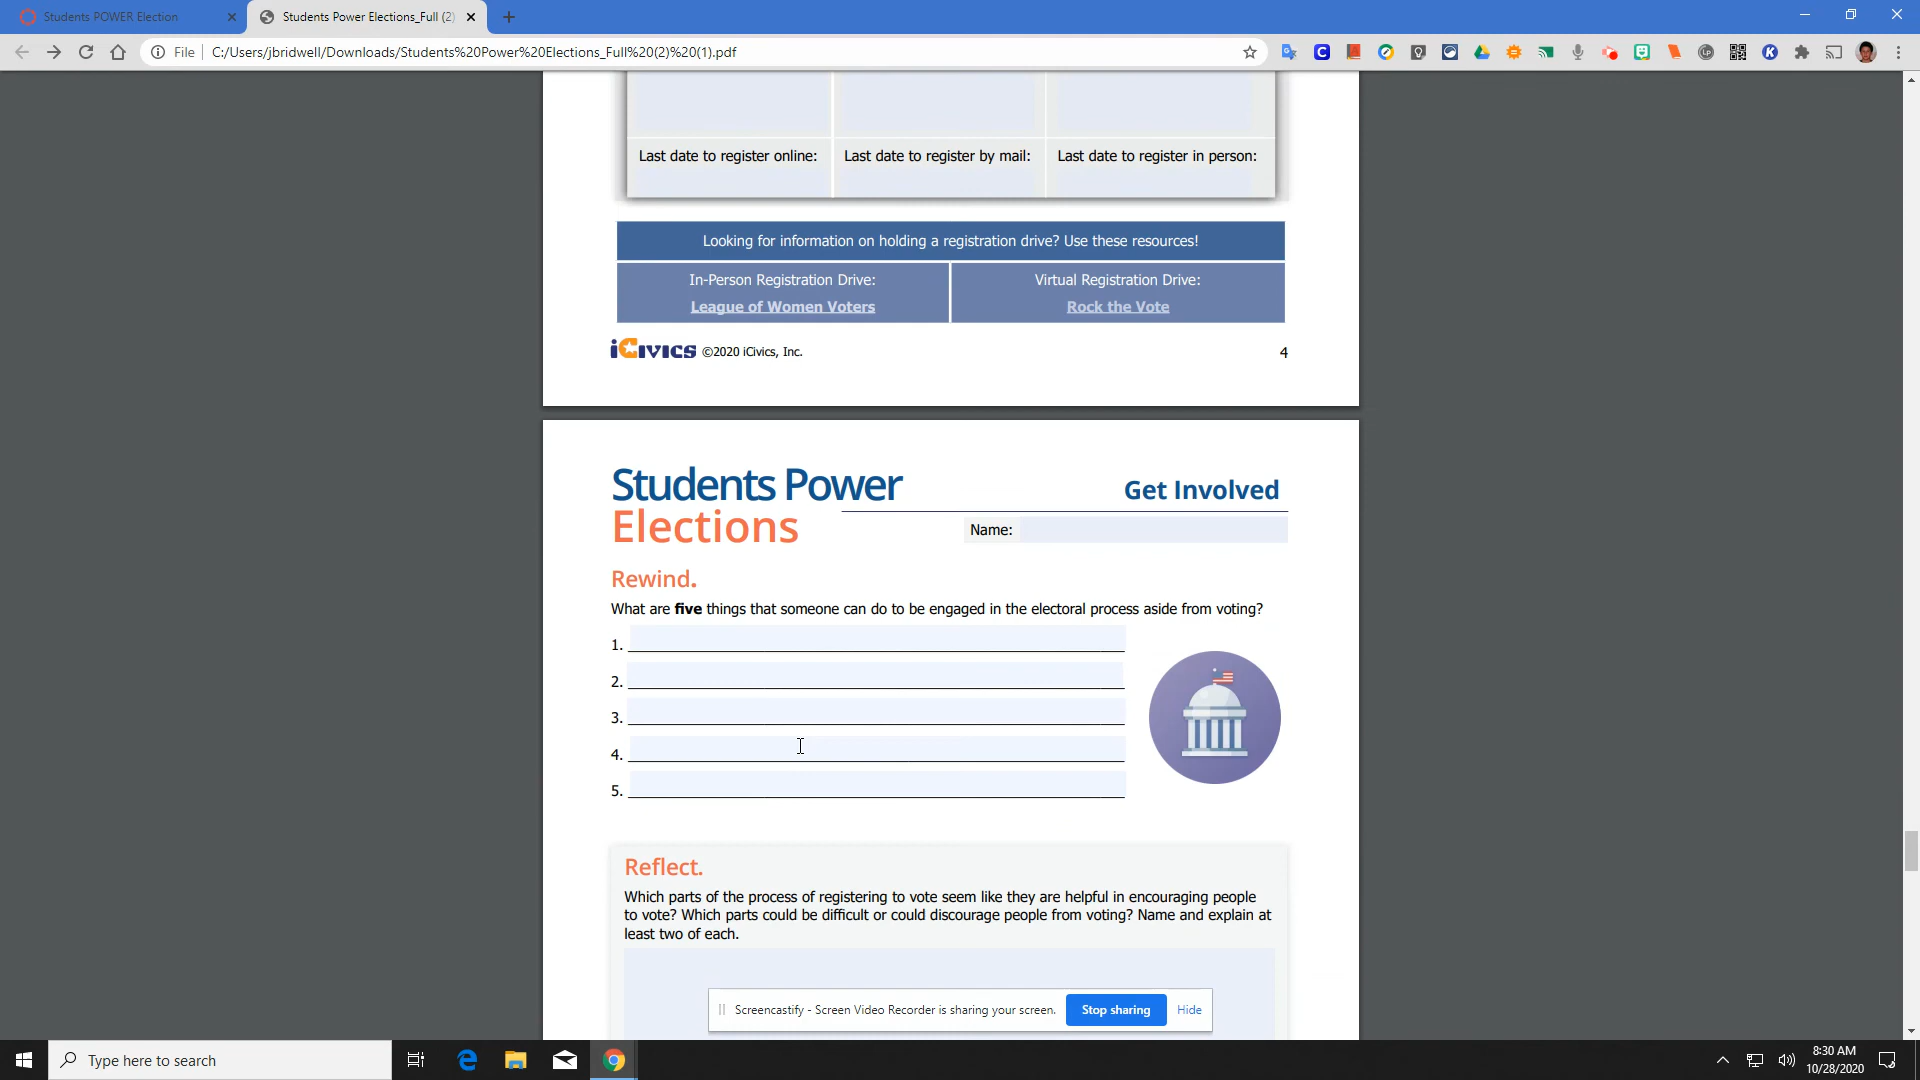 Students POWER Election
Students Power Elections_Full (2)
File
C:/Users/jbridwell/Downloads/Students%20Power%20Elections_Full%20(2)%20(1).pdf
Last date to register online:
Last date to register by mail:
Last date to register in person:
Looking for information on holding a registration drive? Use these resources!
In-Person Registration Drive:
League of Women Voters
Virtual Registration Drive:
Rock the Vote
iCivics ©2020 iCivics, Inc.
4
Students Power
Elections
Get Involved
Name:
Rewind.
What are five things that someone can do to be engaged in the electoral process aside from voting?
1.
2.
3.
4.
5.
Reflect.
Which parts of the process of registering to vote seem like they are helpful in encouraging people
to vote? Which parts could be difficult or could discourage people from voting? Name and explain at
least two of each.
Screencastify - Screen Video Recorder is sharing your screen.
Stop sharing
Hide
Type here to search
8:30 AM
10/28/2020